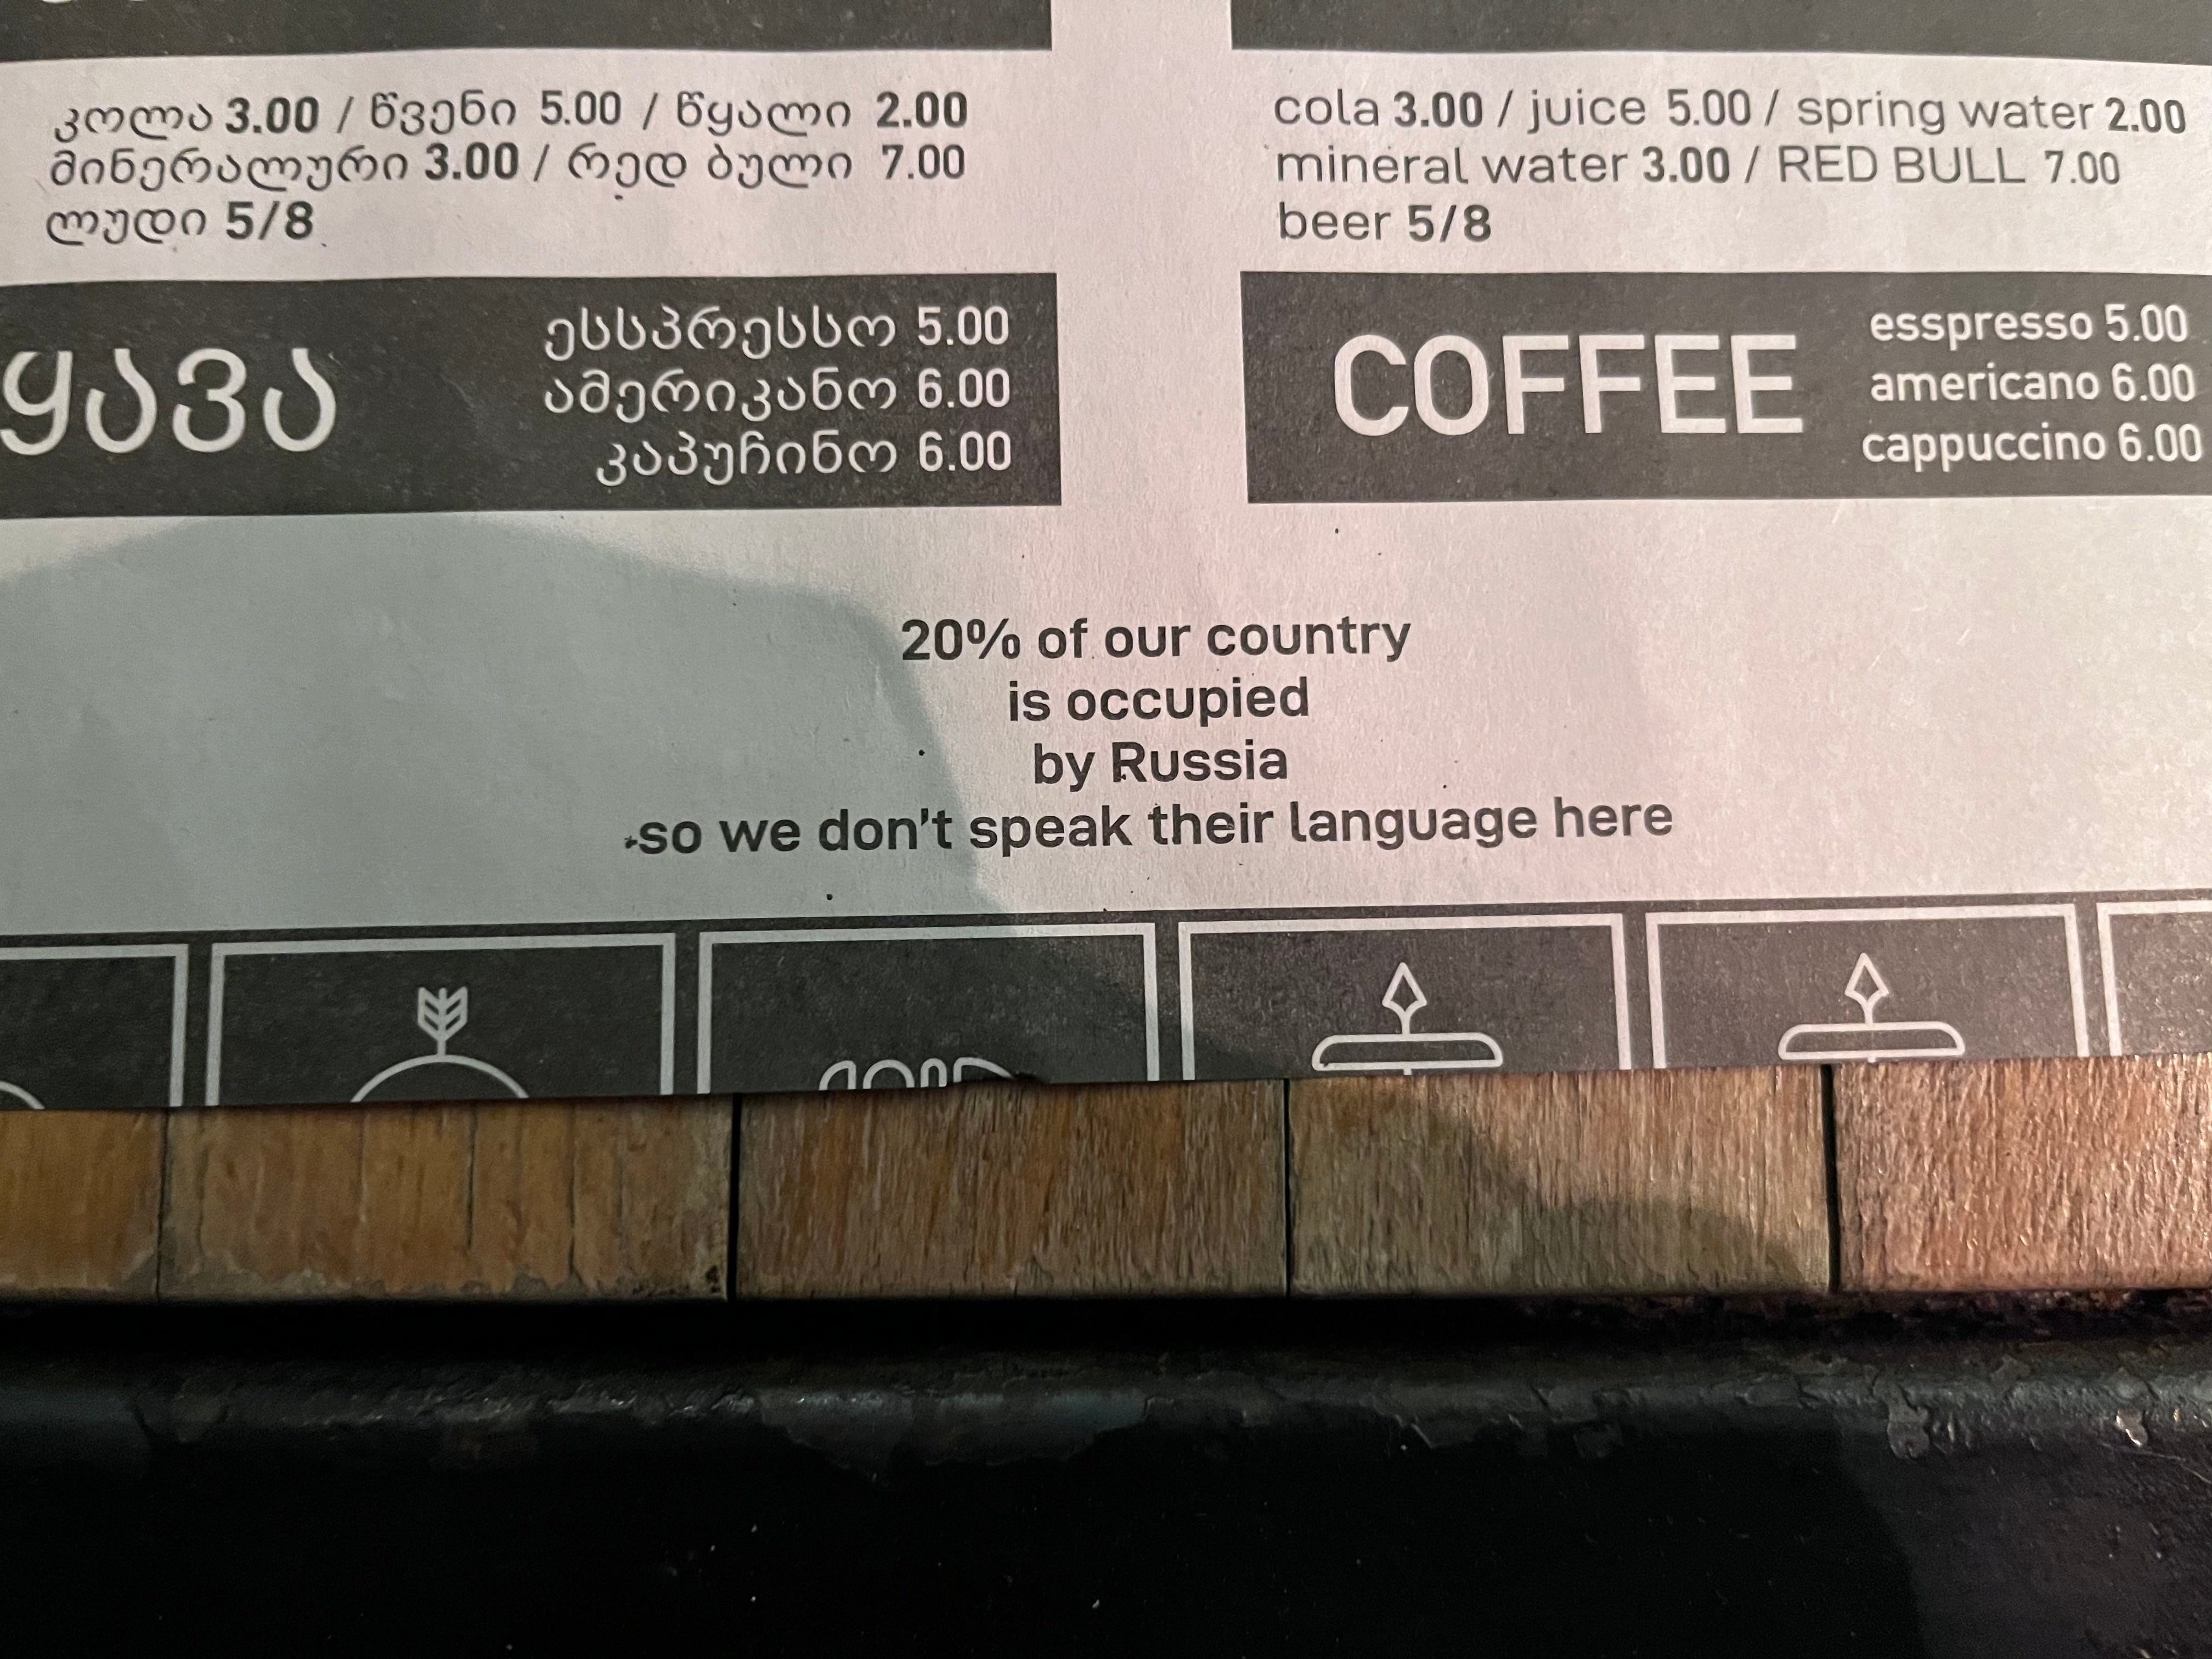 კოლა 3.00 / წვენი 5.00 / წყალი 2.00
მინერალური 3.00 / რედ ბული 7.00
ლუდი 5/8
cola 3.00 / juice 5.00 / spring water 2.00
mineral water 3.00 / RED BULL 7.00
beer 5/8
ყავა
ესსპრესსო 5.00
ამერიკანო 6.00
კაპუჩინო 6.00
COFFEE
esspresso 5.00
americano 6.00
cappuccino 6.00
20% of our country
is occupied
by Russia
so we don't speak their language here